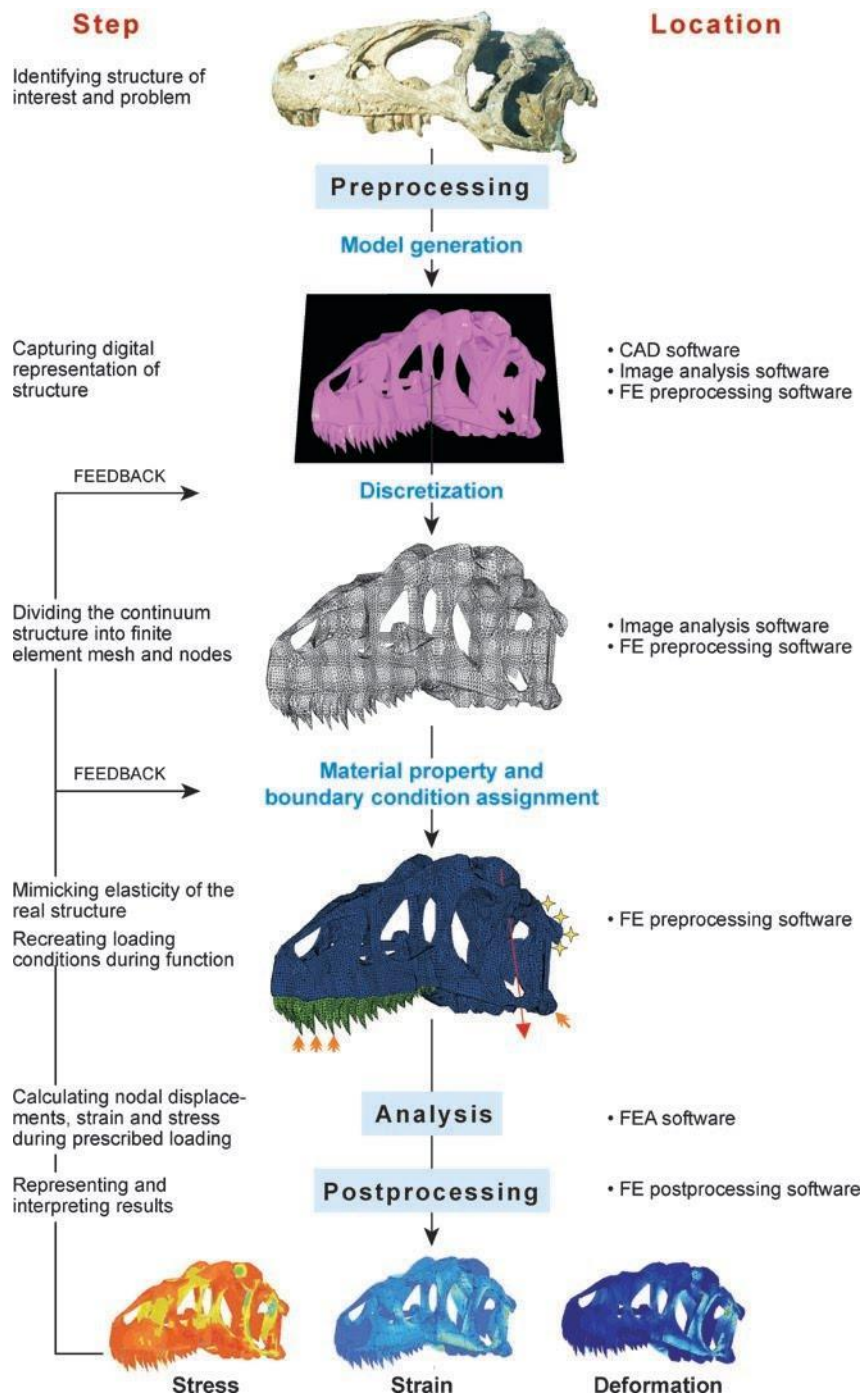 Step
Location
Identifying structure of
interest and problem
Preprocessing
Model generation
Capturing digital
representation of
structure
• CAD software
• Image analysis software
• FE preprocessing software
FEEDBACK
Discretization
Dividing the continuum
structure into finite
element mesh and nodes
• Image analysis software
• FE preprocessing software
FEEDBACK
Material property and
boundary condition assignment
Mimicking elasticity of the
real structure
Recreating loading
conditions during function
• FE preprocessing software
Calculating nodal displace-
ments, strain and stress
during prescribed loading
Analysis
• FEA software
Representing and
interpreting results
Postprocessing
• FE postprocessing software
Stress
Strain
Deformation